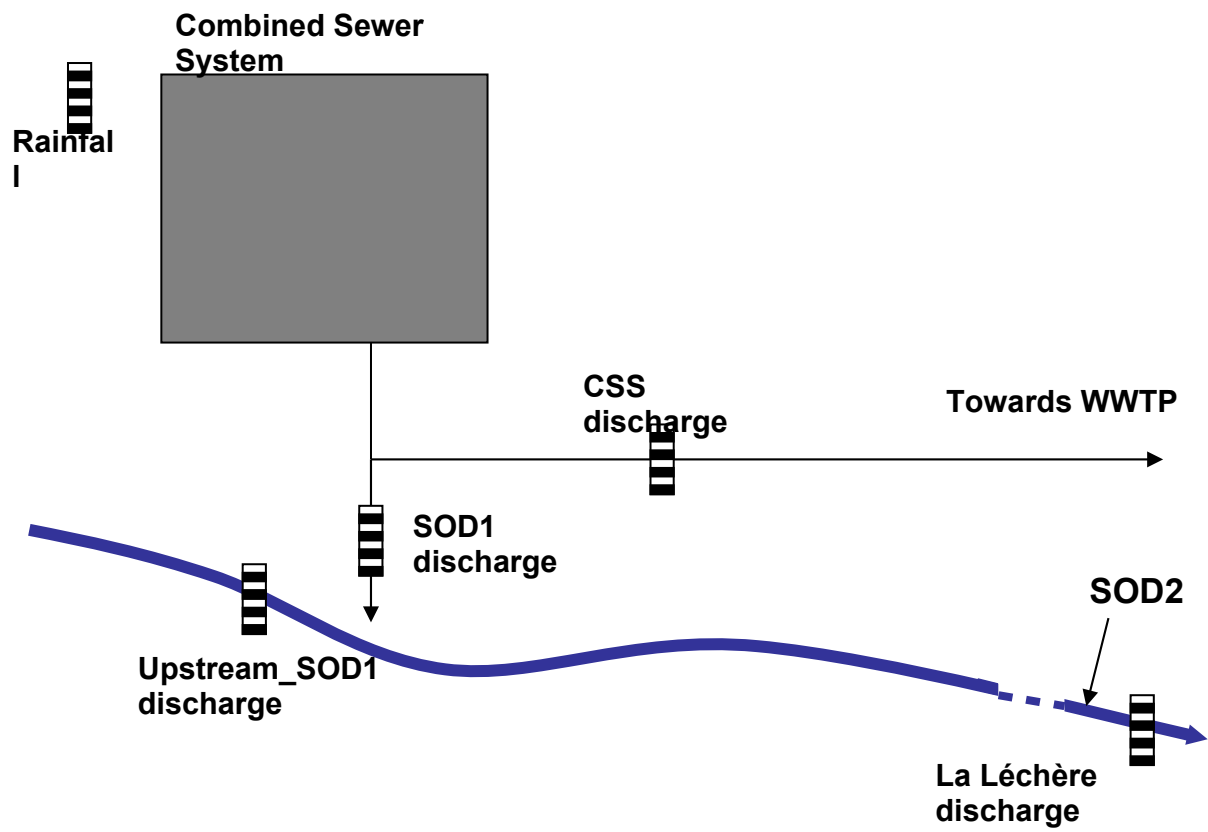 Combined Sewer
System
Rainfal
l
CSS
discharge
Towards WWTP
SOD1
discharge
SOD2
Upstream_SOD1
discharge
La Léchère
discharge